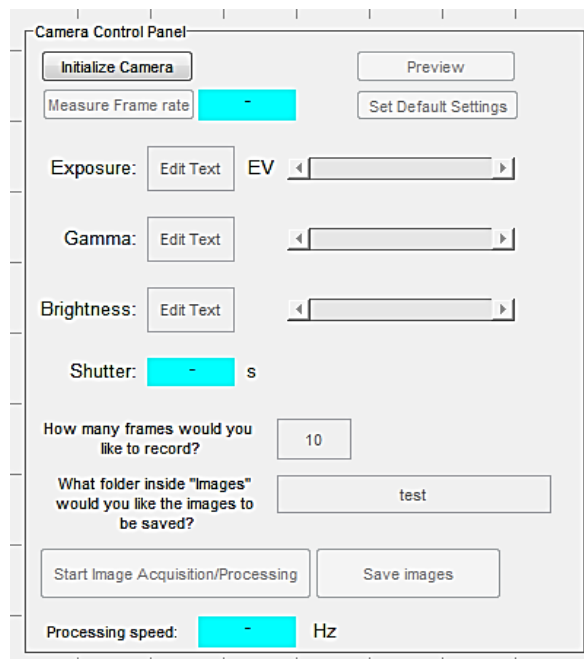 Camera Control Panel
Initialize Camera Preview
Measure Frame rate - Set Default Settings
Exposure: Edit Text EV
Gamma: Edit Text
Brightness: Edit Text
Shutter: - s
How many frames would you
like to record?
10
What folder inside "Images"
would you like the images to
be saved?
test
Start Image Acquisition/Processing Save images
Processing speed: - Hz